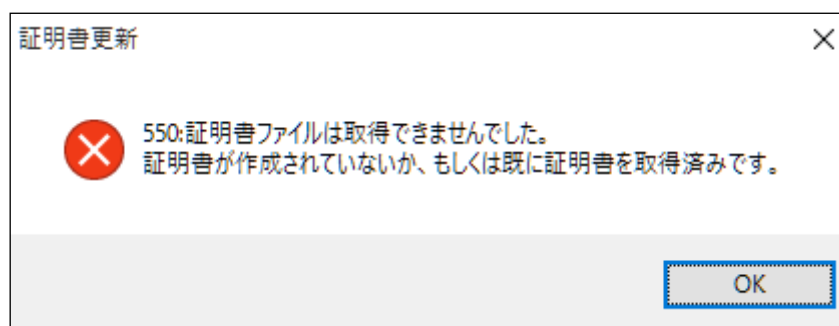 証明書更新
550:証明書ファイルは取得できませんでした。
証明書が作成されていないか、もしくは既に証明書を取得済みです。
OK